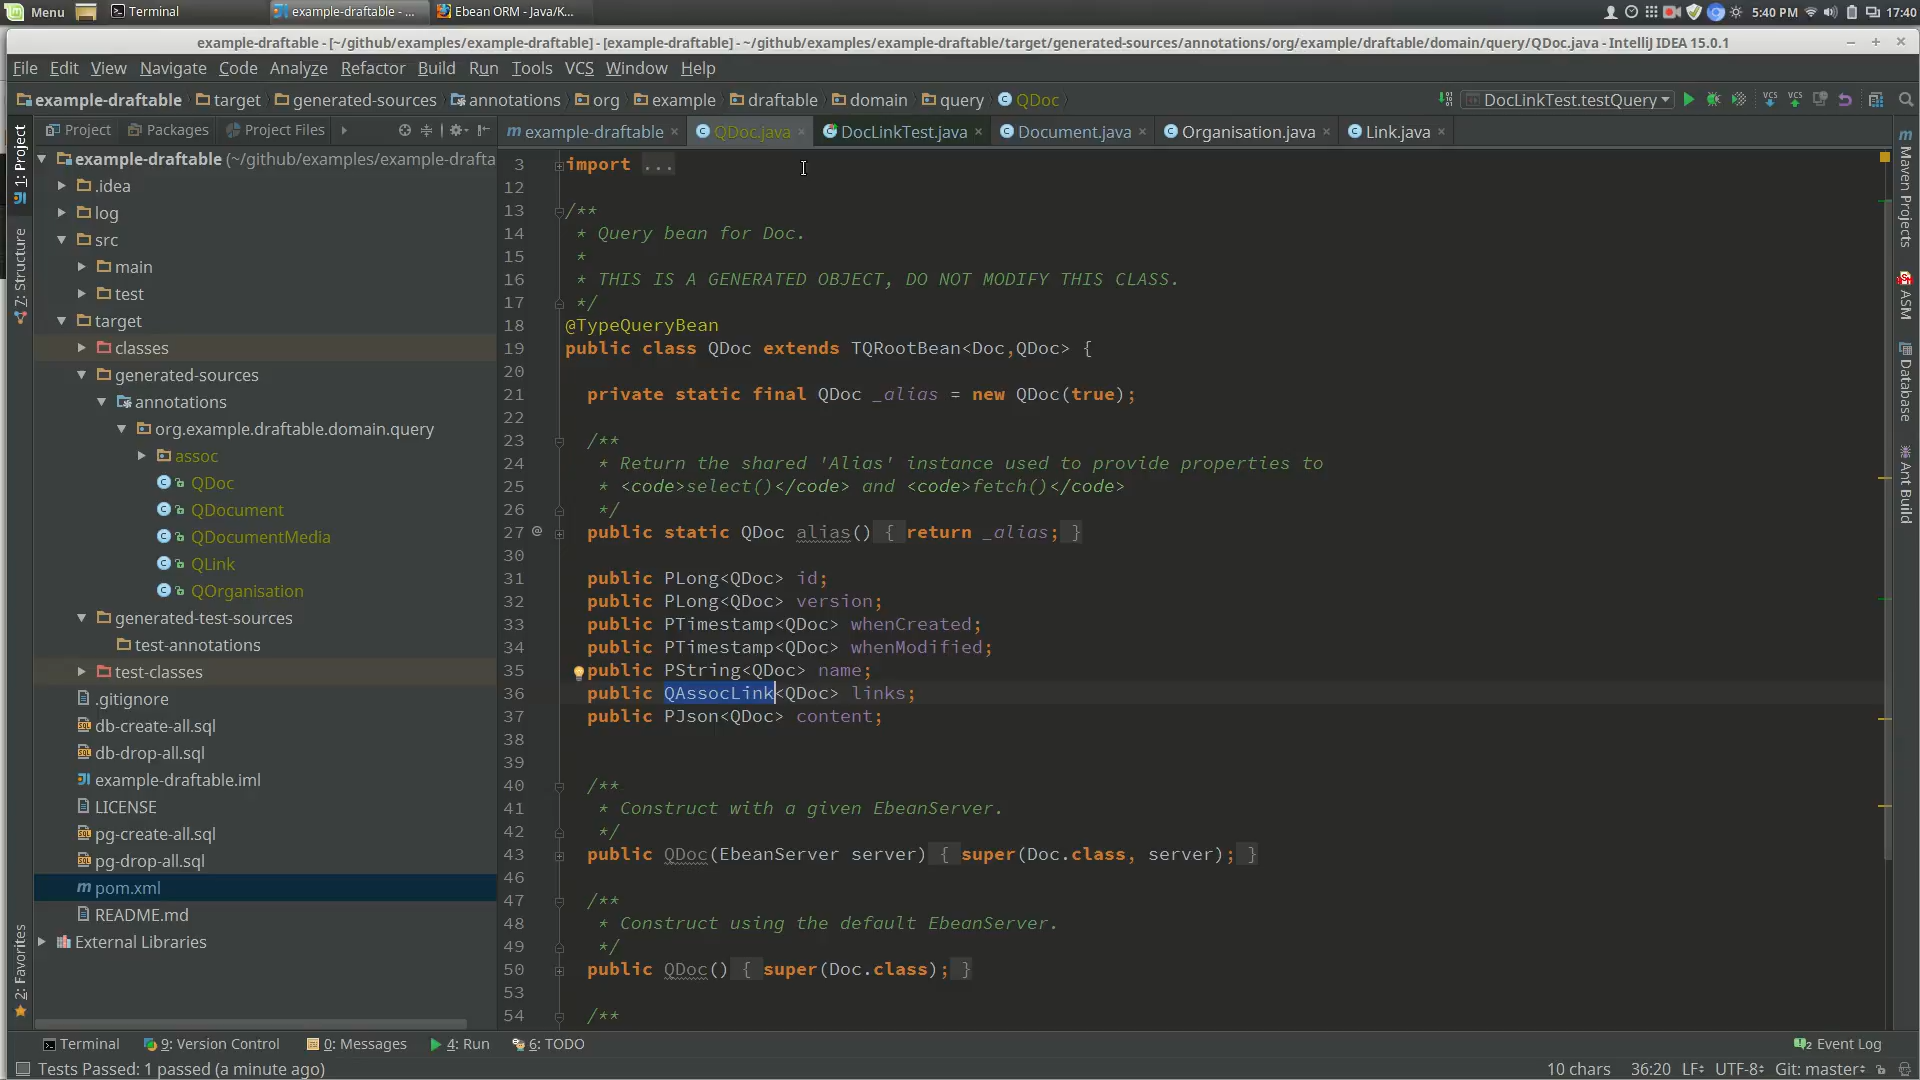 Menu Terminal example-draftable - ... Ebean ORM - Java/K... 5:40 PM 17:40
example-draftable - [~/github/examples/example-draftable] - [example-draftable] - ~/github/examples/example-draftable/target/generated-sources/annotations/org/example/draftable/domain/query/QDoc.java - IntelliJ IDEA 15.0.1
File Edit View Navigate Code Analyze Refactor Build Run Tools VCS Window Help
example-draftable target generated-sources annotations org example draftable domain query QDoc DocLinkTest.testQuery VCS VCS
Project Packages Project Files example-draftable QDoc.java DocLinkTest.java Document.java Organisation.java Link.java
1: Project
Z: Structure
2: Favorites
example-draftable (~/github/examples/example-drafta
.idea
log
src
main
test
target
classes
generated-sources
annotations
org.example.draftable.domain.query
assoc
QDoc
QDocument
QDocumentMedia
QLink
QOrganisation
generated-test-sources
test-annotations
test-classes
.gitignore
db-create-all.sql
db-drop-all.sql
example-draftable.iml
LICENSE
pg-create-all.sql
pg-drop-all.sql
pom.xml
README.md
External Libraries
3 import ...
12
13 /**
14 * Query bean for Doc.
15 *
16 * THIS IS A GENERATED OBJECT, DO NOT MODIFY THIS CLASS.
17 */
18 @TypeQueryBean
19 public class QDoc extends TQRootBean<Doc,QDoc> {
20
21 private static final QDoc _alias = new QDoc(true);
22
23 /**
24 * Return the shared 'Alias' instance used to provide properties to
25 * <code>select()</code> and <code>fetch()</code>
26 */
27 @ public static QDoc alias() { return _alias; }
30
31 public PLong<QDoc> id;
32 public PLong<QDoc> version;
33 public PTimestamp<QDoc> whenCreated;
34 public PTimestamp<QDoc> whenModified;
35 public PString<QDoc> name;
36 public QAssocLink<QDoc> links;
37 public PJson<QDoc> content;
38
39
40 /**
41 * Construct with a given EbeanServer.
42 */
43 public QDoc(EbeanServer server) { super(Doc.class, server); }
46
47 /**
48 * Construct using the default EbeanServer.
49 */
50 public QDoc() { super(Doc.class); }
53
54 /**
Maven Projects
ASM
Database
Ant Build
Terminal 9: Version Control 0: Messages 4: Run 6: TODO 2 Event Log
Tests Passed: 1 passed (a minute ago) 10 chars 36:20 LF UTF-8 Git: master